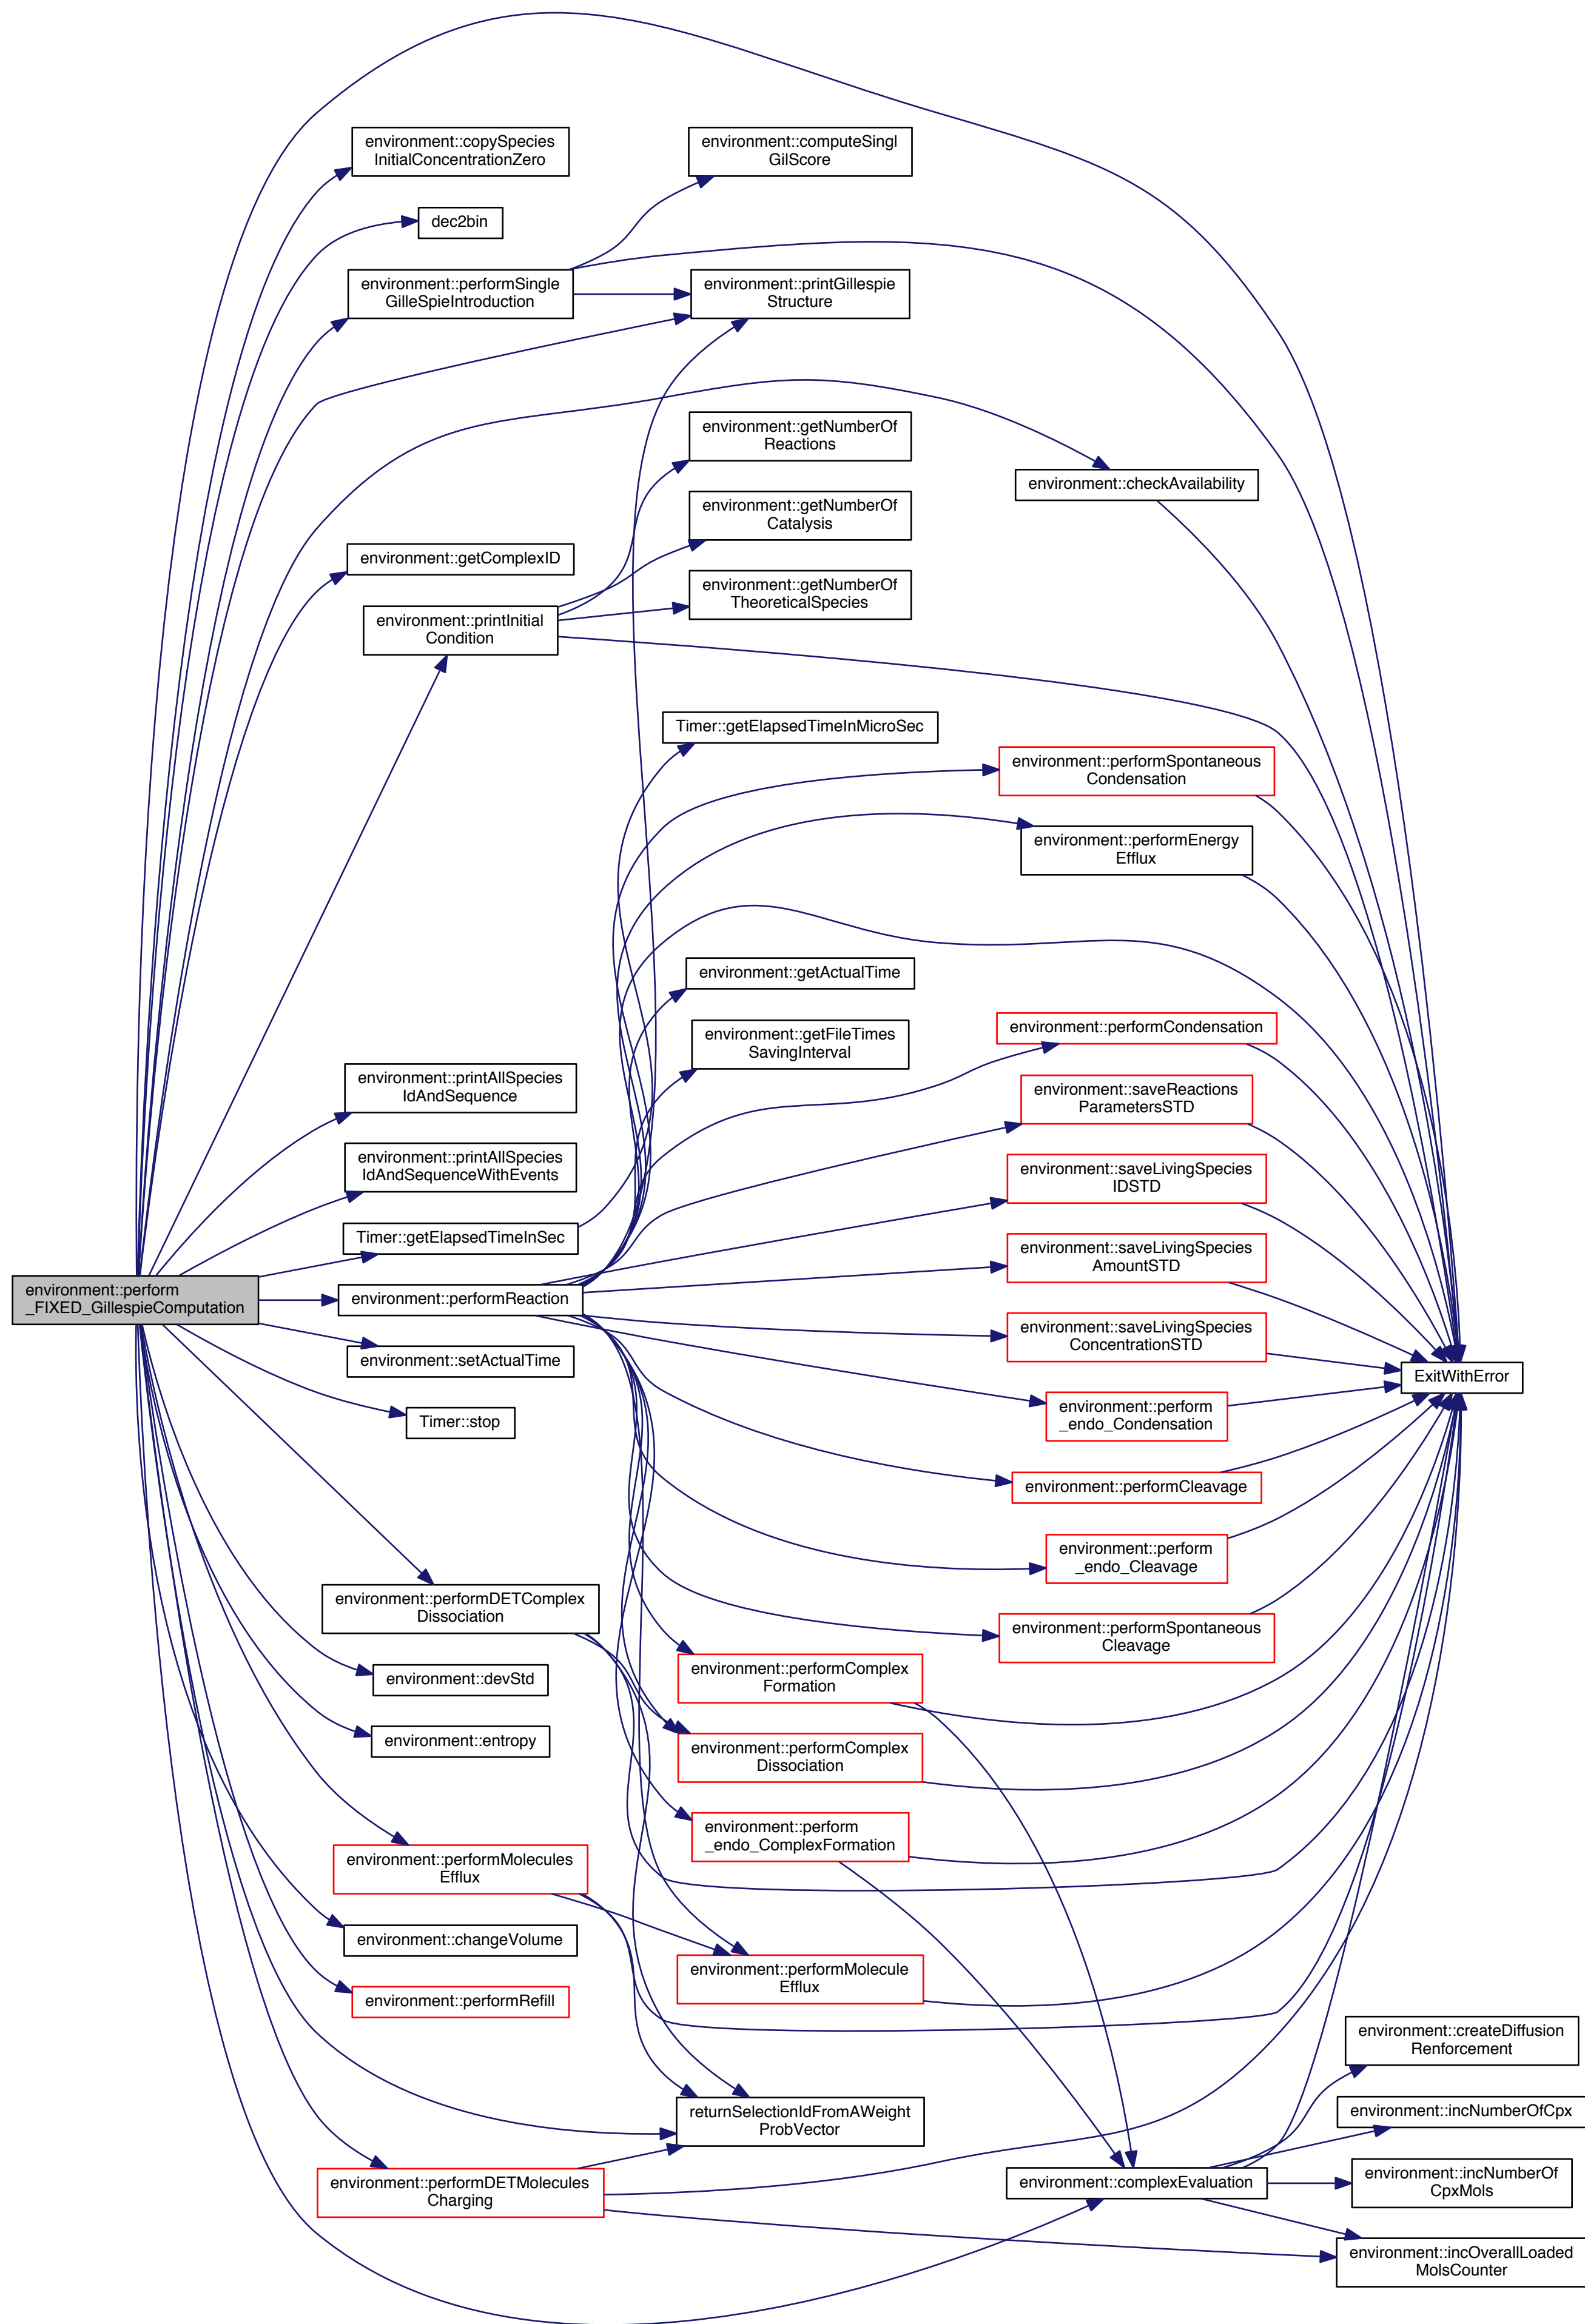 environment::copySpecies
InitialConcentrationZero
environment::computeSingl
GilScore
dec2bin
environment::performSingle
GilleSpieIntroduction
environment::printGillespie
Structure
environment::getNumberOf
Reactions
environment::checkAvailability
environment::getNumberOf
Catalysis
environment::getComplexID
environment::getNumberOf
TheoreticalSpecies
environment::printInitial
Condition
Timer::getElapsedTimeInMicroSec
environment::performSpontaneous
Condensation
environment::performEnergy
Efflux
environment::getActualTime
environment::getFileTimes
SavingInterval
environment::performCondensation
environment::printAllSpecies
IdAndSequence
environment::saveReactions
ParametersSTD
environment::printAllSpecies
IdAndSequenceWithEvents
environment::saveLivingSpecies
IDSTD
Timer::getElapsedTimeInSec
environment::saveLivingSpecies
AmountSTD
environment::perform
_FIXED_GillespieComputation
environment::performReaction
environment::saveLivingSpecies
ConcentrationSTD
environment::setActualTime
ExitWithError
Timer::stop
environment::perform
_endo_Condensation
environment::performCleavage
environment::perform
_endo_Cleavage
environment::performDETComplex
Dissociation
environment::performSpontaneous
Cleavage
environment::devStd
environment::performComplex
Formation
environment::entropy
environment::performComplex
Dissociation
environment::perform
_endo_ComplexFormation
environment::performMolecules
Efflux
environment::changeVolume
environment::performMolecule
Efflux
environment::performRefill
environment::createDiffusion
Renforcement
returnSelectionIdFromAWeight
ProbVector
environment::incNumberOfCpx
environment::performDETMolecules
Charging
environment::complexEvaluation
environment::incNumberOf
CpxMols
environment::incOverallLoaded
MolsCounter